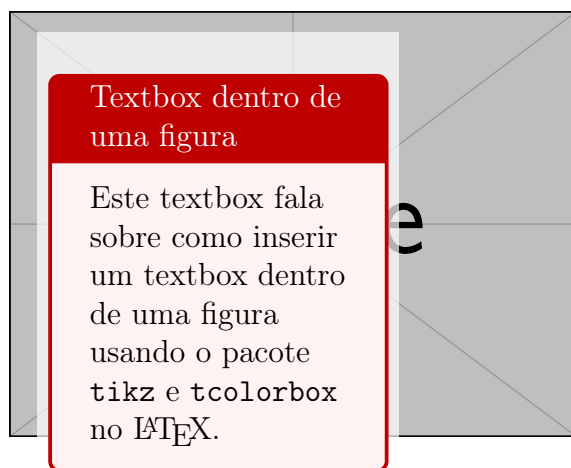 Textbox dentro de
uma figura
Este textbox fala
sobre como inserir
um textbox dentro
de uma figura
usando o pacote
tikz e tcolorbox
no LATEX.
e